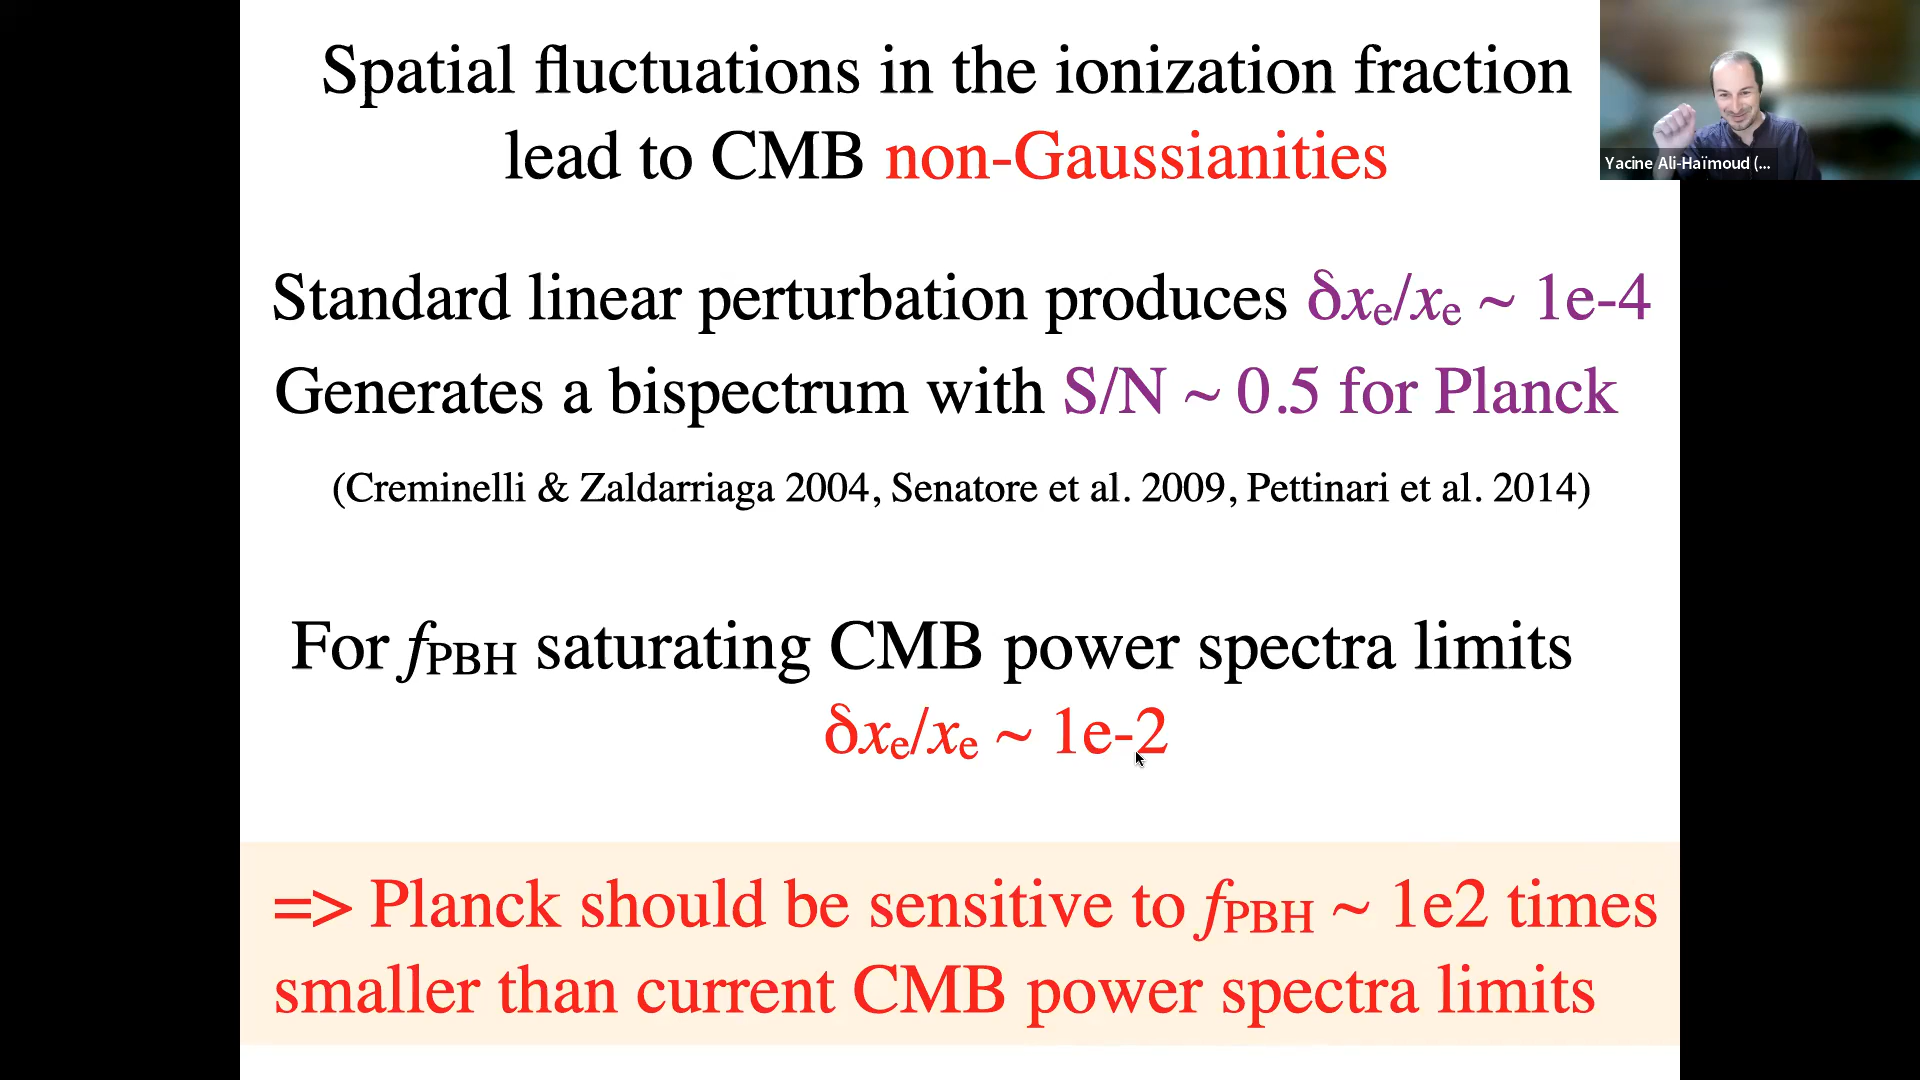 Spatial fluctuations in the ionization fraction
lead to CMB non-Gaussianities
Yacine Ali-Haïmoud (...
Standard linear perturbation produces δxe/xe ~ 1e-4
Generates a bispectrum with S/N ~ 0.5 for Planck
(Creminelli & Zaldarriaga 2004, Senatore et al. 2009, Pettinari et al. 2014)
For fPBH saturating CMB power spectra limits
δxe/xe ~ 1e-2
=> Planck should be sensitive to fPBH ~ 1e2 times
smaller than current CMB power spectra limits